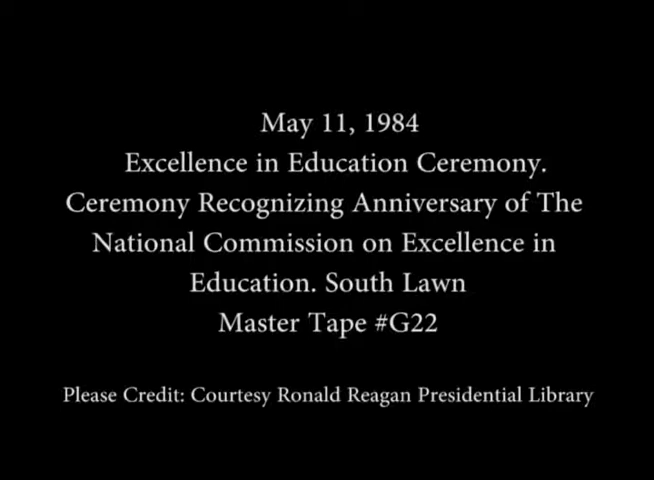 May 11, 1984
Excellence in Education Ceremony.
Ceremony Recognizing Anniversary of The
National Commission on Excellence in
Education. South Lawn
Master Tape #G22
Please Credit: Courtesy Ronald Reagan Presidential Library